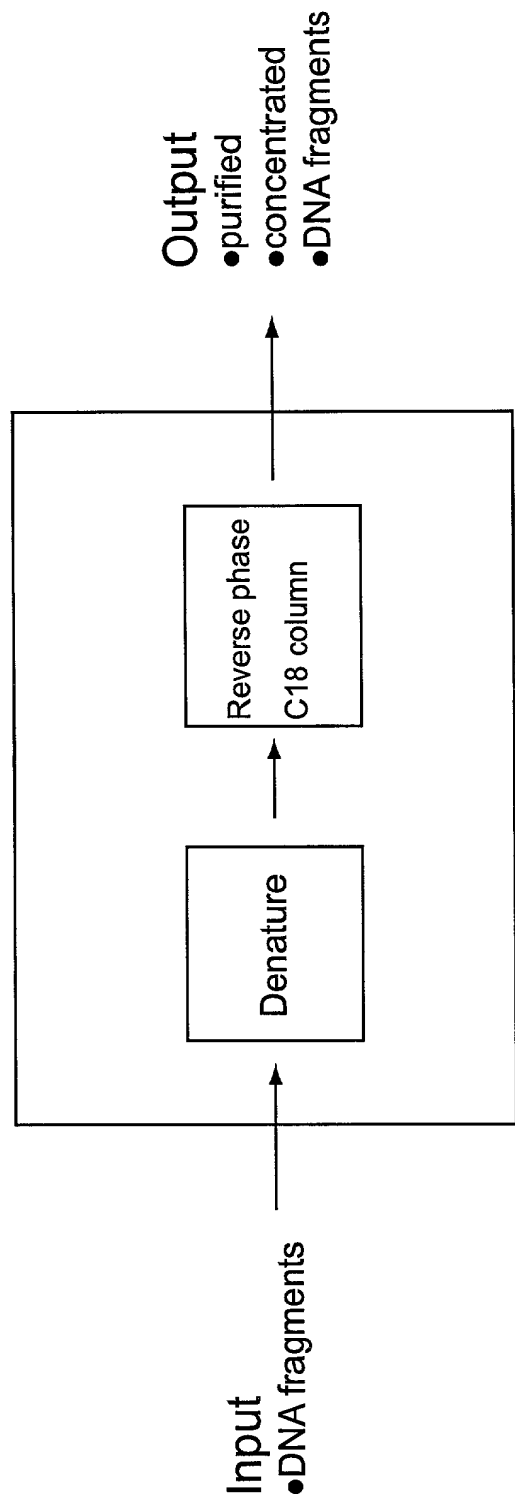 Input
●DNA fragments
Denature
Reverse phase
C18 column
Output
●purified
●concentrated
●DNA fragments